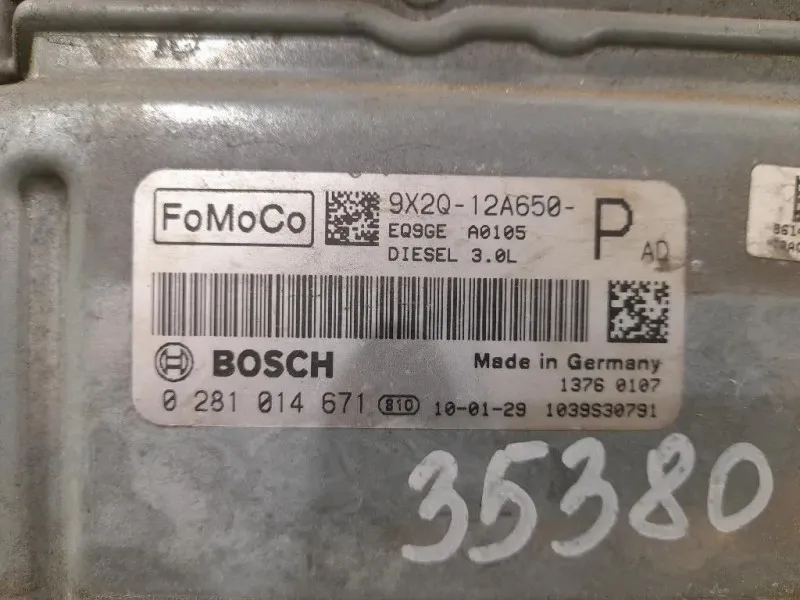 FoMoCo
9X2Q-12A650-
P
EQ9GE A0105
AD
DIESEL 3.0L
BOSCH
Made in Germany
1376 0107
0 281 014 671 810 10-01-29 1039S30791
35380